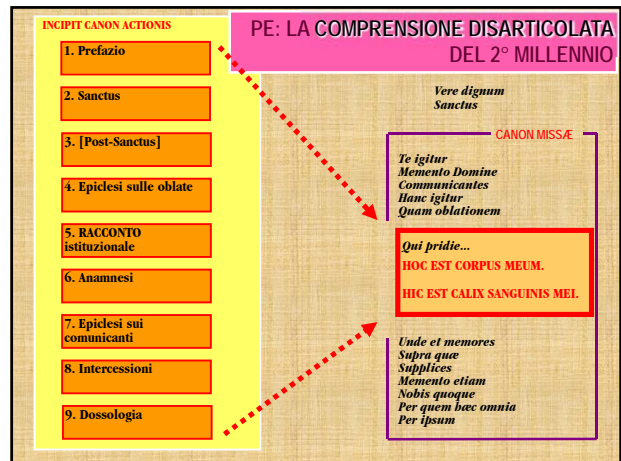 INCIPIT CANON ACTIONIS
1. Prefazio
2. Sanctus
3. [Post-Sanctus]
4. Epiclesi sulle oblate
5. RACCONTO
istituzionale
6. Anamnesi
7. Epiclesi sui
comunicanti
8. Intercessioni
9. Dossologia
PE: LA COMPRENSIONE DISARTICOLATA
DEL 2° MILLENNIO
Vere dignum
Sanctus
CANON MISSÆ
Te igitur
Memento Domine
Communicantes
Hanc igitur
Quam oblationem
Qui pridie...
HOC EST CORPUS MEUM.
HIC EST CALIX SANGUINIS MEI.
Unde et memores
Supra quæ
Supplices
Memento etiam
Nobis quoque
Per quem hæc omnia
Per ipsum